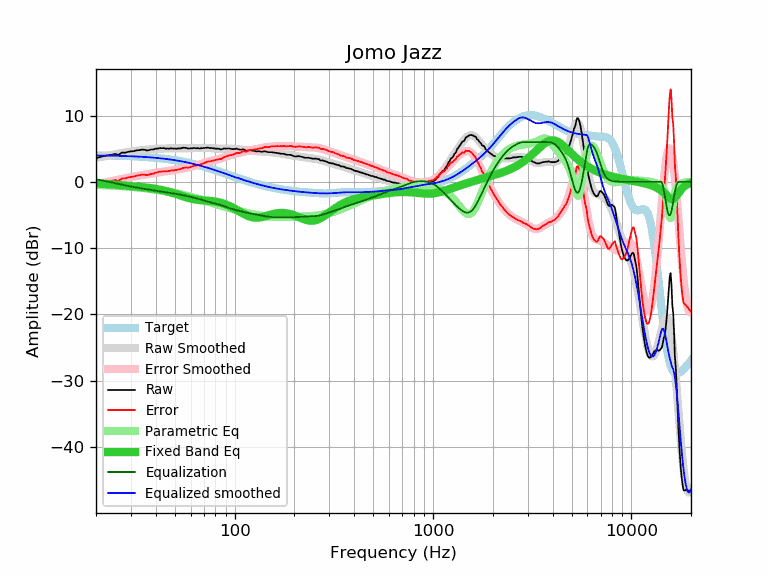 Jomo Jazz
Amplitude (dBr)
10
0
−10
−20
−30
−40
Target
Raw Smoothed
Error Smoothed
Raw
Error
Parametric Eq
Fixed Band Eq
Equalization
Equalized smoothed
100
1000
10000
Frequency (Hz)